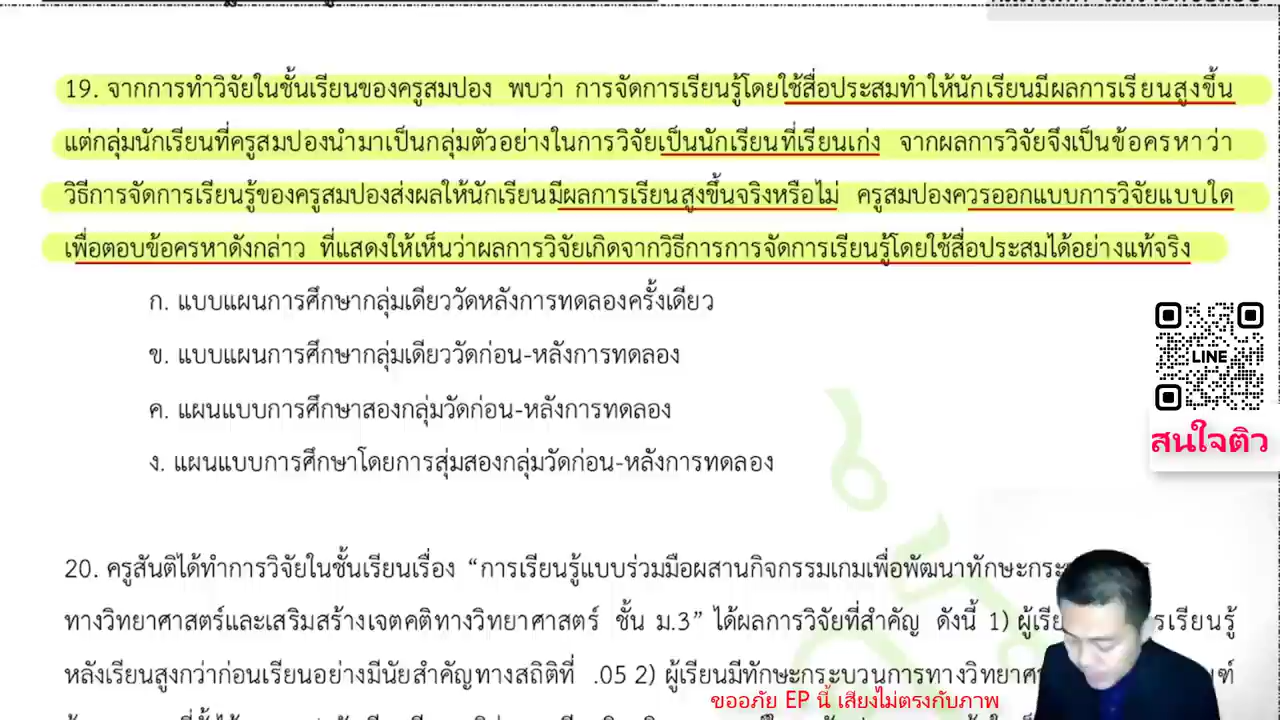 19. จากการทำวิจัยในชั้นเรียนของครูสมปอง พบว่า การจัดการเรียนรู้โดยใช้สื่อประสมทำให้นักเรียนมีผลการเรียนสูงขึ้น
แต่กลุ่มนักเรียนที่ครูสมปองนำมาเป็นกลุ่มตัวอย่างในการวิจัยเป็นนักเรียนที่เรียนเก่ง จากผลการวิจัยจึงเป็นข้อครหาว่า
วิธีการจัดการเรียนรู้ของครูสมปองส่งผลให้นักเรียนมีผลการเรียนสูงขึ้นจริงหรือไม่ ครูสมปองควรออกแบบการวิจัยแบบใด
เพื่อตอบข้อครหาดังกล่าว ที่แสดงให้เห็นว่าผลการวิจัยเกิดจากวิธีการการจัดการเรียนรู้โดยใช้สื่อประสมได้อย่างแท้จริง
ก. แบบแผนการศึกษากลุ่มเดียววัดหลังการทดลองครั้งเดียว
ข. แบบแผนการศึกษากลุ่มเดียววัดก่อน-หลังการทดลอง
ค. แผนแบบการศึกษาสองกลุ่มวัดก่อน-หลังการทดลอง
ง. แผนแบบการศึกษาโดยการสุ่มสองกลุ่มวัดก่อน-หลังการทดลอง
LINE
สนใจติว
20. ครูสันติได้ทำการวิจัยในชั้นเรียนเรื่อง “การเรียนรู้แบบร่วมมือผสานกิจกรรมเกมเพื่อพัฒนาทักษะ
ทางวิทยาศาสตร์และเสริมสร้างเจตคติทางวิทยาศาสตร์ ชั้น ม.3” ได้ผลการวิจัยที่สำคัญ ดังนี้ 1) เรียนรู้
หลังเรียนสูงกว่าก่อนเรียนอย่างมีนัยสำคัญทางสถิติที่ .05 2) ผู้เรียนมีทักษะกระบวนการทาง
ขออภัย EP นี้ เสียงไม่ตรงกับภาพ